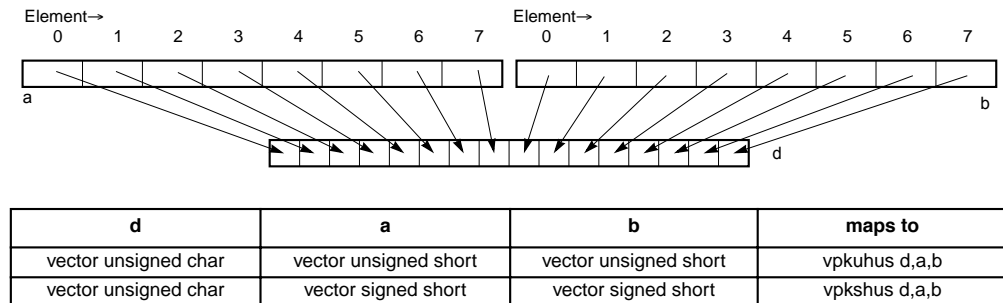 Element→ Element→
0 1 2 3 4 5 6 7 0 1 2 3 4 5 6 7
a b
d
d a b maps to
vector unsigned char vector unsigned short vector unsigned short vpkuhus d,a,b
vector unsigned char vector signed short vector signed short vpkshus d,a,b